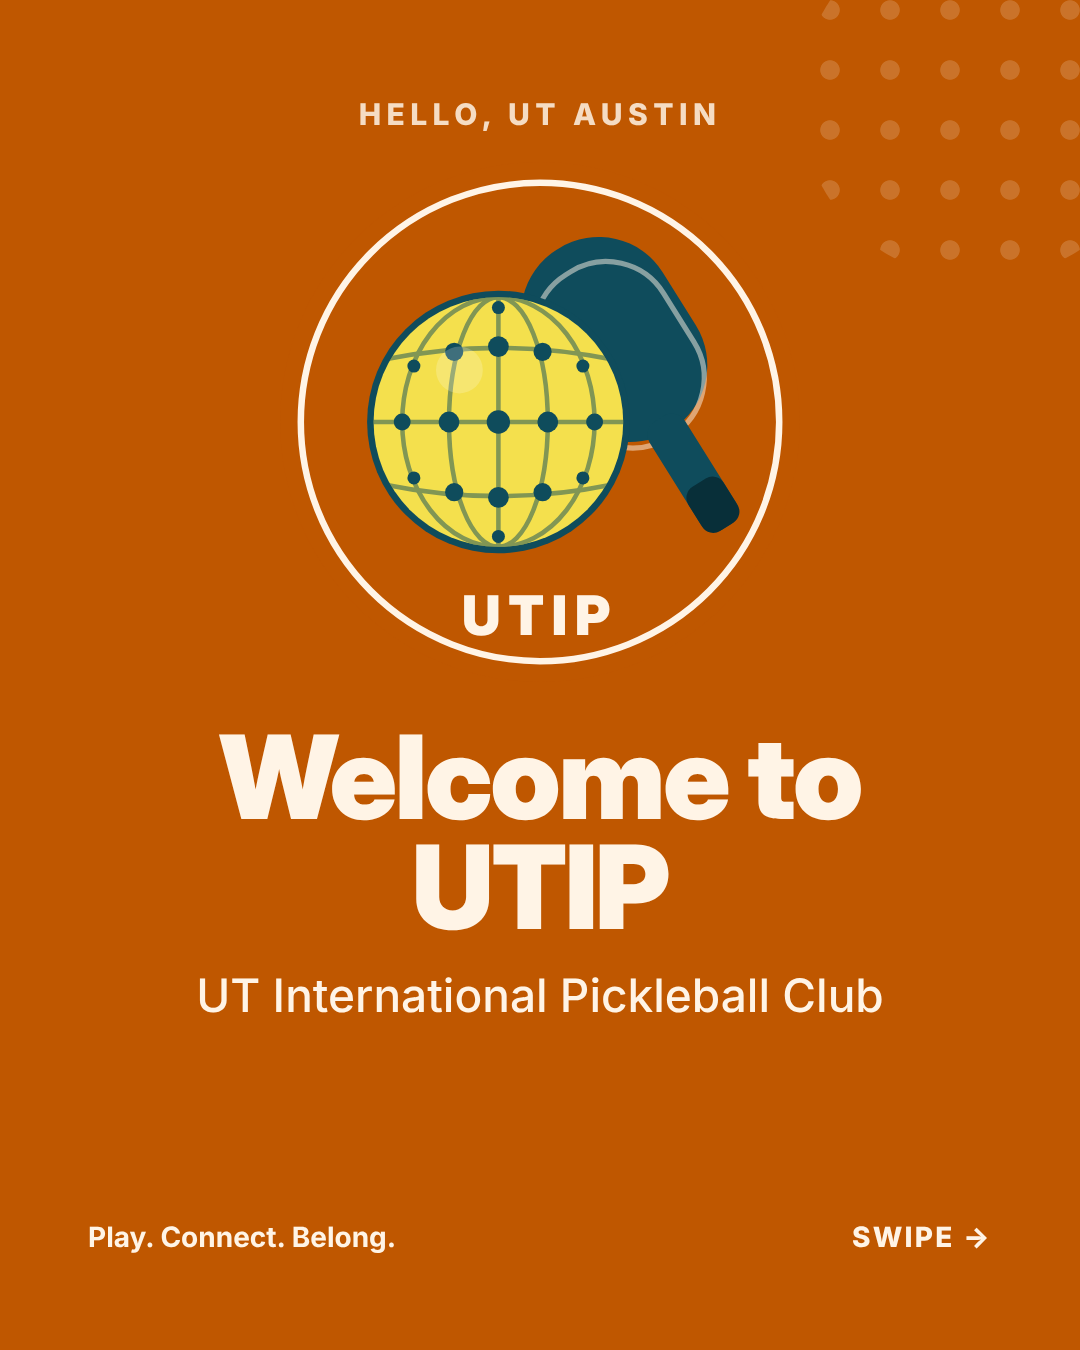 HELLO, UT AUSTIN
UTIP
Welcome to
UTIP
UT International Pickleball Club
Play. Connect. Belong.
SWIPE →